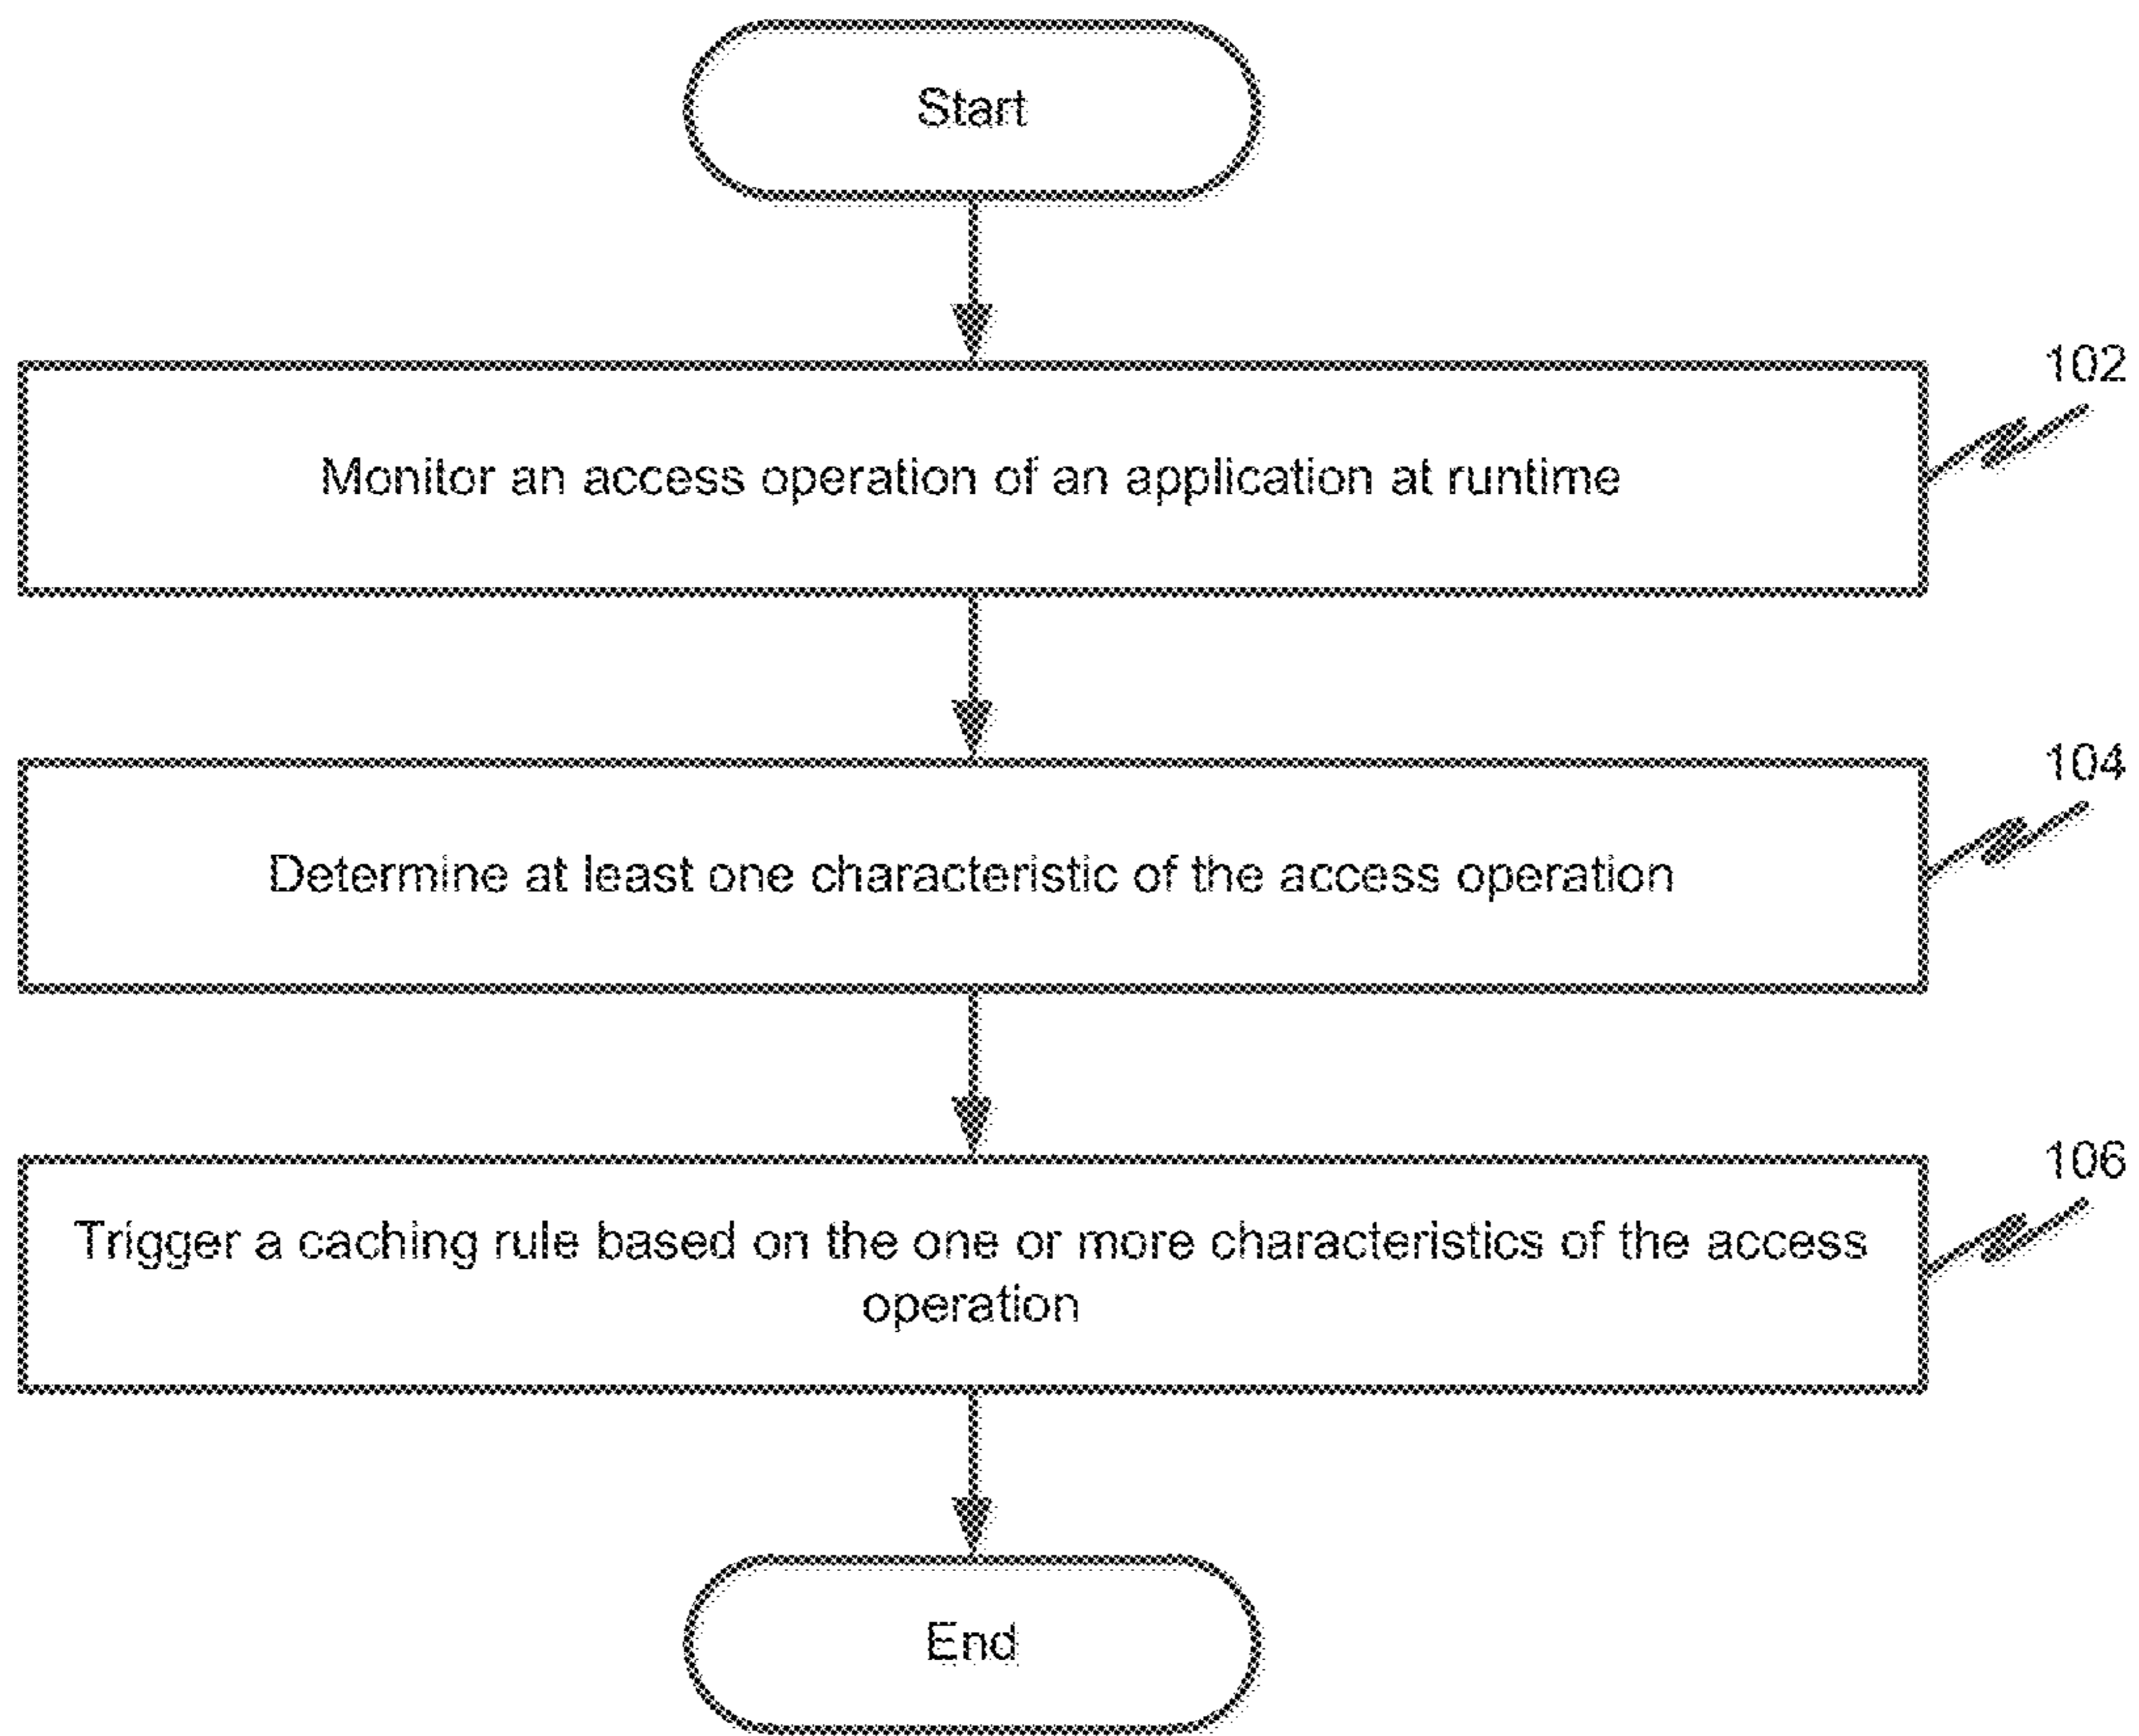 Start
102
Monitor an access operation of an application at runtime
104
Determine at least one characteristic of the access operation
106
Trigger a caching rule based on the one or more characteristics of the access
operation
End